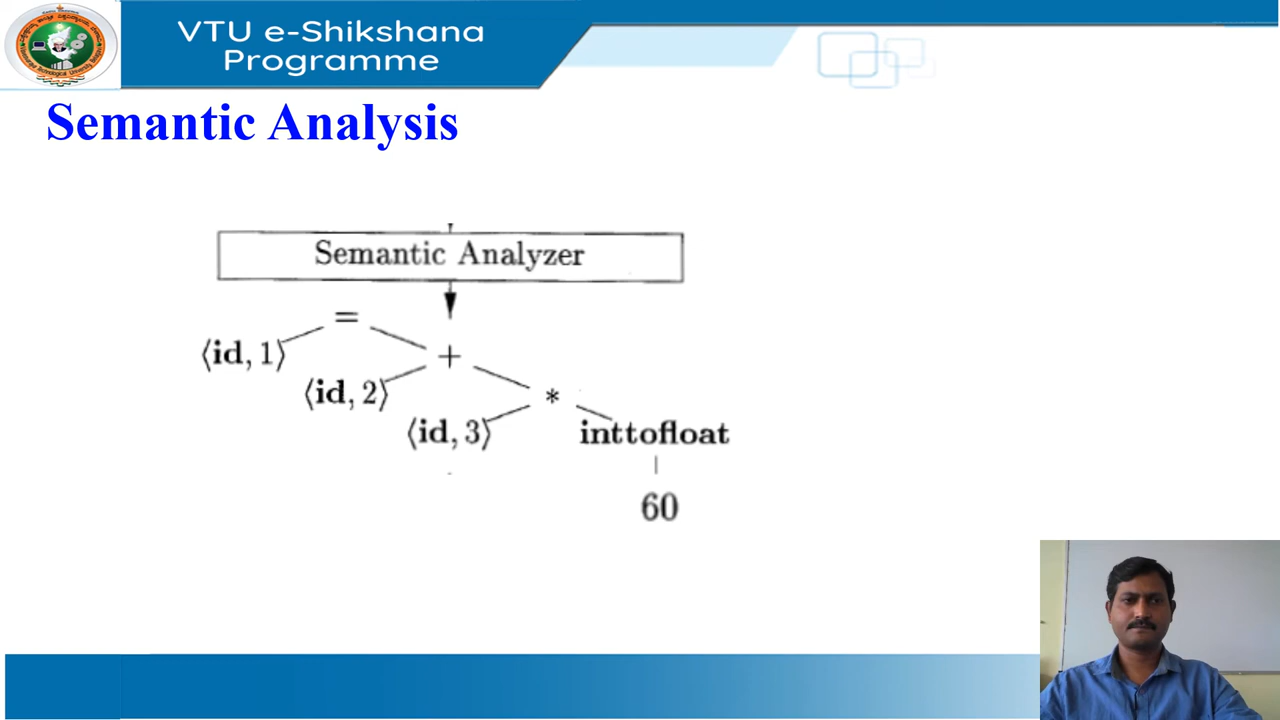 VTU e-Shikshana
Programme
Semantic Analysis
Semantic Analyzer
=
⟨id, 1⟩
+
⟨id, 2⟩
*
⟨id, 3⟩
inttofloat
60